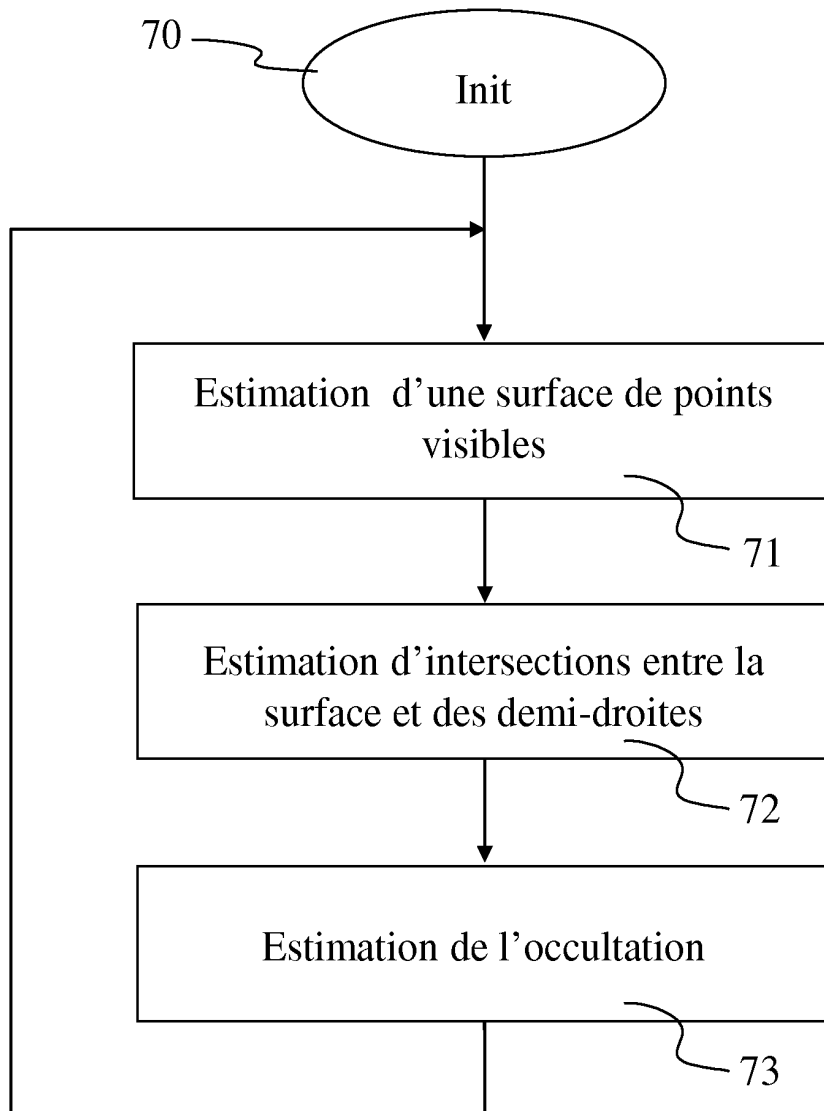 70
Init
Estimation d’une surface de points
visibles
71
Estimation d’intersections entre la
surface et des demi-droites
72
Estimation de l’occultation
73